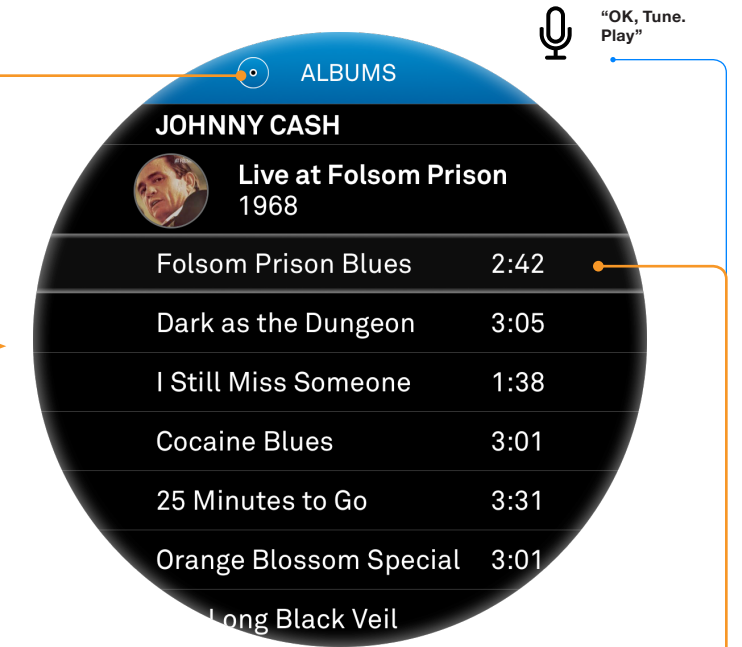 “OK, Tune.
Play”
ALBUMS
JOHNNY CASH
Live at Folsom Prison
1968
Folsom Prison Blues 2:42
Dark as the Dungeon 3:05
I Still Miss Someone 1:38
Cocaine Blues 3:01
25 Minutes to Go 3:31
Orange Blossom Special 3:01
Long Black Veil